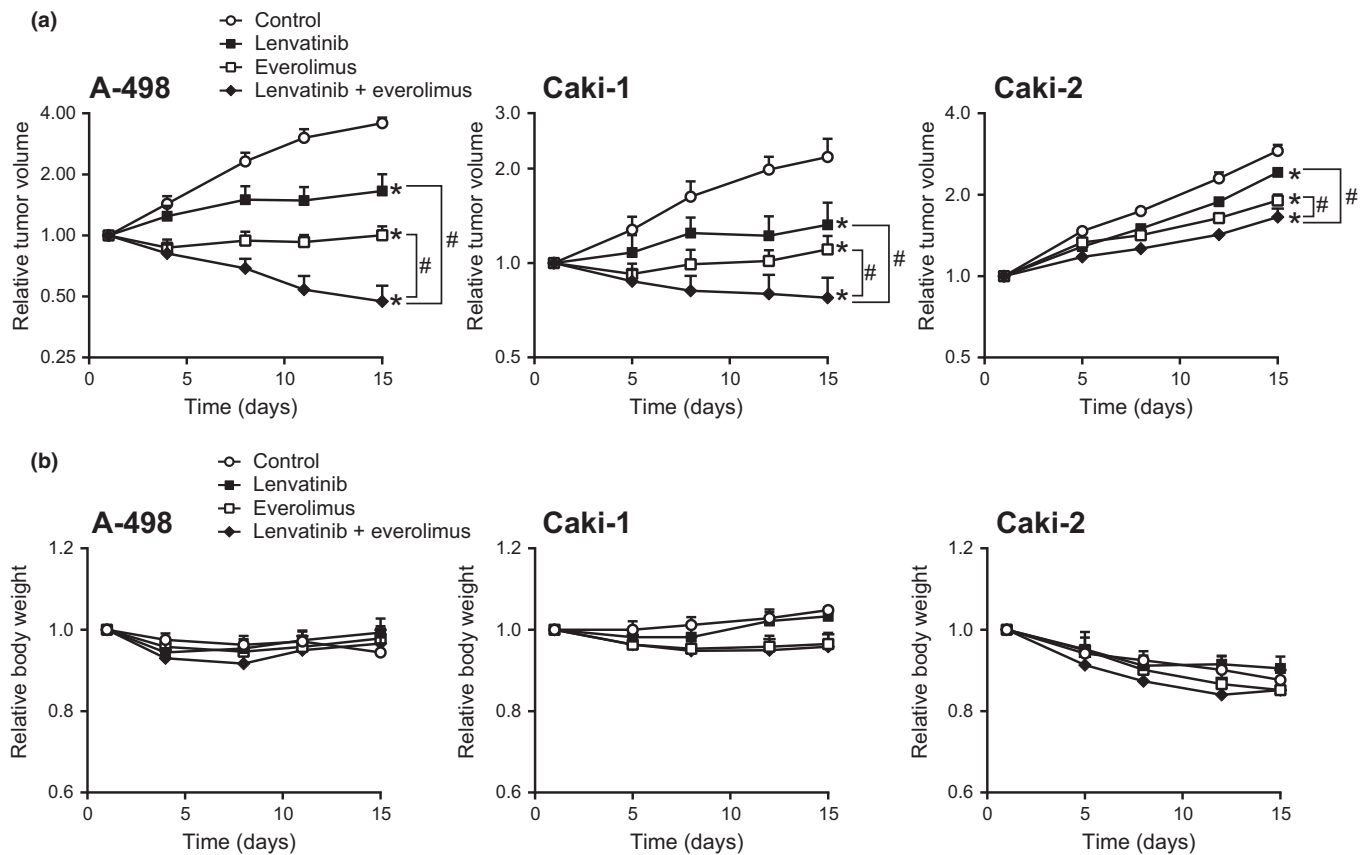 (a)
Control
Lenvatinib
Everolimus
Lenvatinib + everolimus
A-498
Relative tumor volume
4.00
2.00
1.00
0.50
0.25
*
*
*
#
#
0
5
10
15
Time (days)
Caki-1
Relative tumor volume
3.0
2.0
1.0
0.5
*
*
*
#
#
0
5
10
15
Time (days)
Caki-2
Relative tumor volume
4.0
2.0
1.0
0.5
*
*
*
#
#
0
5
10
15
Time (days)
(b)
Control
Lenvatinib
Everolimus
Lenvatinib + everolimus
A-498
Relative body weight
1.2
1.0
0.8
0.6
0
5
10
15
Time (days)
Caki-1
Relative body weight
1.2
1.0
0.8
0.6
0
5
10
15
Time (days)
Caki-2
Relative body weight
1.2
1.0
0.8
0.6
0
5
10
15
Time (days)